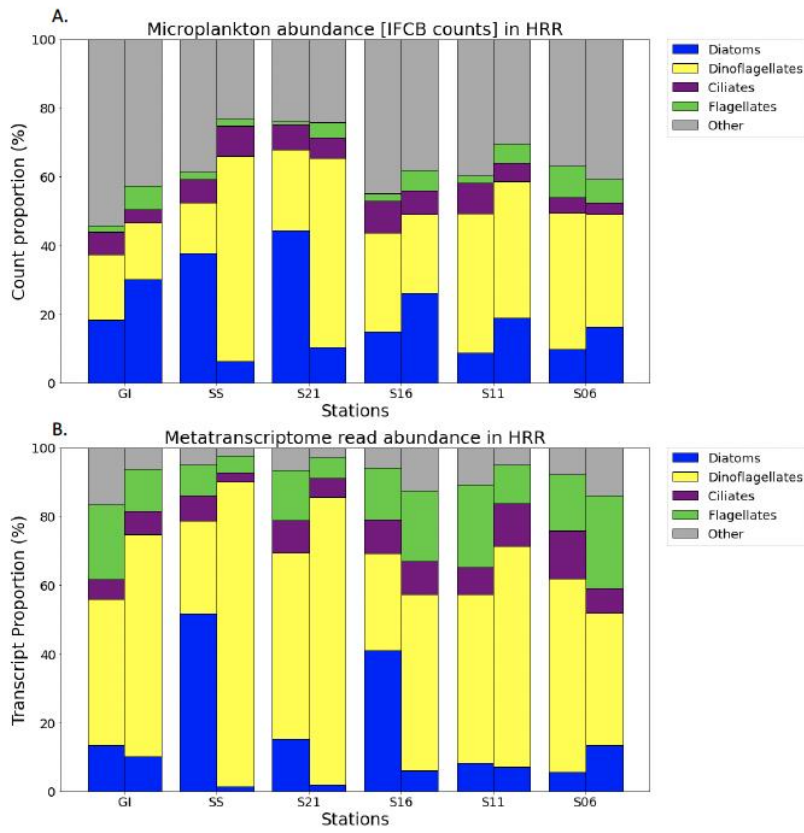 A.
Microplankton abundance [IFCB counts] in HRR
100
80
60
40
20
0
Count proportion (%)
GI SS S21 S16 S11 S06
Stations
Diatoms
Dinoflagellates
Ciliates
Flagellates
Other
B.
Metatranscriptome read abundance in HRR
100
80
60
40
20
0
Transcript Proportion (%)
GI SS S21 S16 S11 S06
Stations
Diatoms
Dinoflagellates
Ciliates
Flagellates
Other